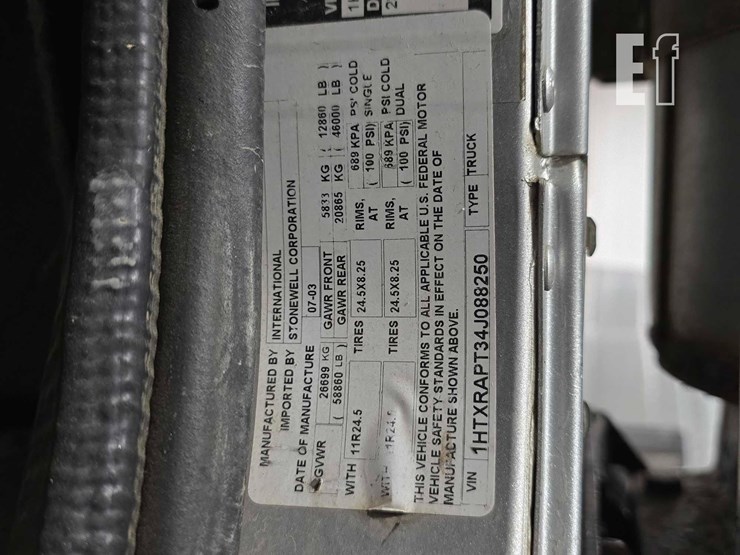 MANUFACTURED BY INTERNATIONAL
IMPORTED BY STONEWELL CORPORATION
DATE OF MANUFACTURE 07-03
GVWR 26699 KG GAWR FRONT 5833 KG ( 12860 LB )
( 58860 LB ) GAWR REAR 20865 KG ( 46000 LB )
WITH 11R24.5 TIRES 24.5X8.25 RIMS, 689 KPA PSI COLD
AT ( 100 PSI) SINGLE
WITH 1R24.5 TIRES 24.5X8.25 RIMS, 689 KPA PSI COLD
AT ( 100 PSI) DUAL
THIS VEHICLE CONFORMS TO ALL APPLICABLE U.S. FEDERAL MOTOR
VEHICLE SAFETY STANDARDS IN EFFECT ON THE DATE OF
MANUFACTURE SHOWN ABOVE.
VIN 1HTXRAPT34J088250 TYPE TRUCK
Ef